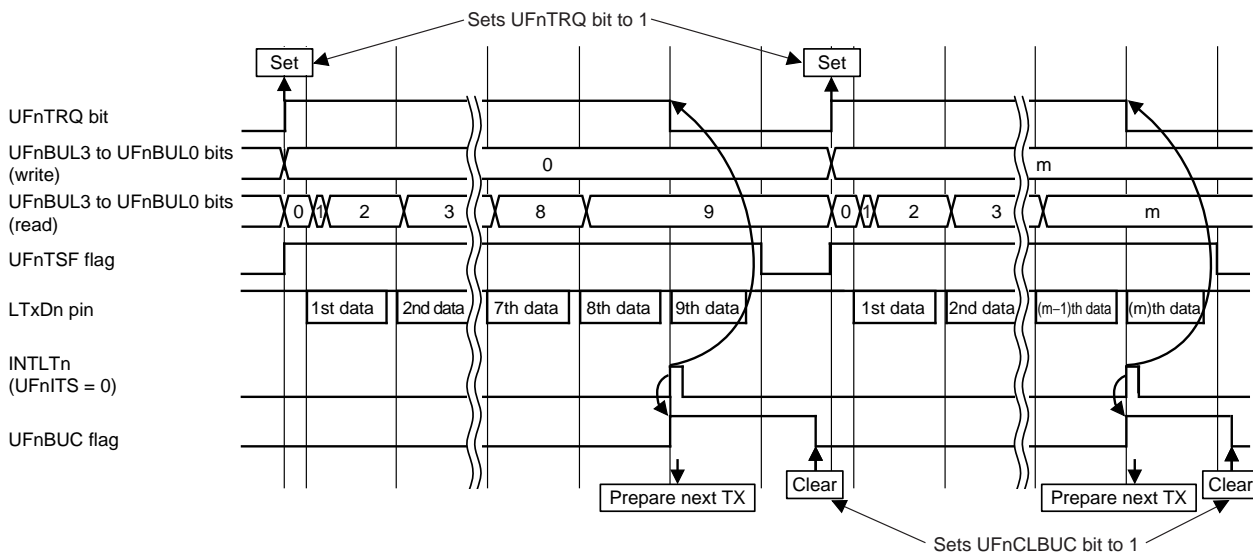 Sets UFnTRQ bit to 1
Set Set
UFnTRQ bit
UFnBUL3 to UFnBUL0 bits
(write)
0 m
UFnBUL3 to UFnBUL0 bits
(read)
0 1 2 3 8 9 0 1 2 3 m
UFnTSF flag
LTxDn pin
1st data 2nd data 7th data 8th data 9th data 1st data 2nd data (m−1)th data (m)th data
INTLTn
(UFnITS = 0)
UFnBUC flag
Prepare next TX Clear Prepare next TX Clear
Sets UFnCLBUC bit to 1